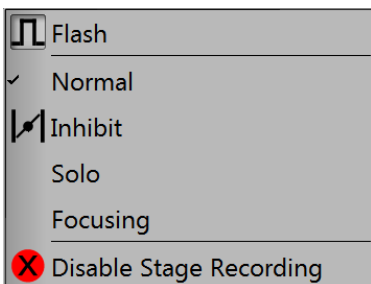 Flash
Normal
Inhibit
Solo
Focusing
Disable Stage Recording